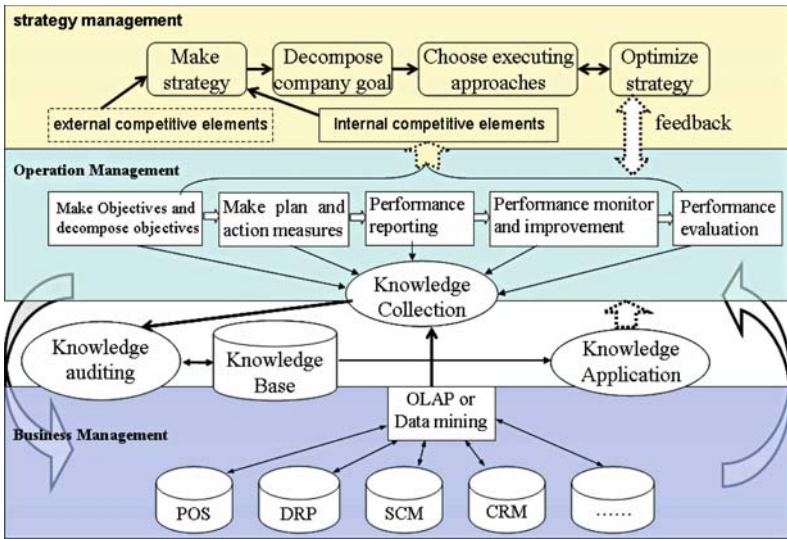 strategy management
Make
strategy
Decompose
company goal
Choose executing
approaches
Optimize
strategy
external competitive elements
Internal competitive elements
feedback
Operation Management
Make Objectives and
decompose objectives
Make plan and
action measures
Performance
reporting
Performance monitor
and improvement
Performance
evaluation
Knowledge
Collection
Knowledge
auditing
Knowledge
Base
Knowledge
Application
OLAP or
Data mining
Business Management
POS
DRP
SCM
CRM
......